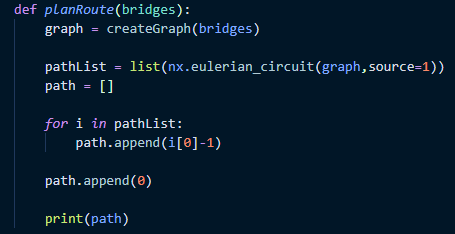 def planRoute(bridges):
    graph = createGraph(bridges)
    pathList = list(nx.eulerian_circuit(graph,source=1))
    path = []
    for i in pathList:
        path.append(i[0]-1)
    path.append(0)
    print(path)